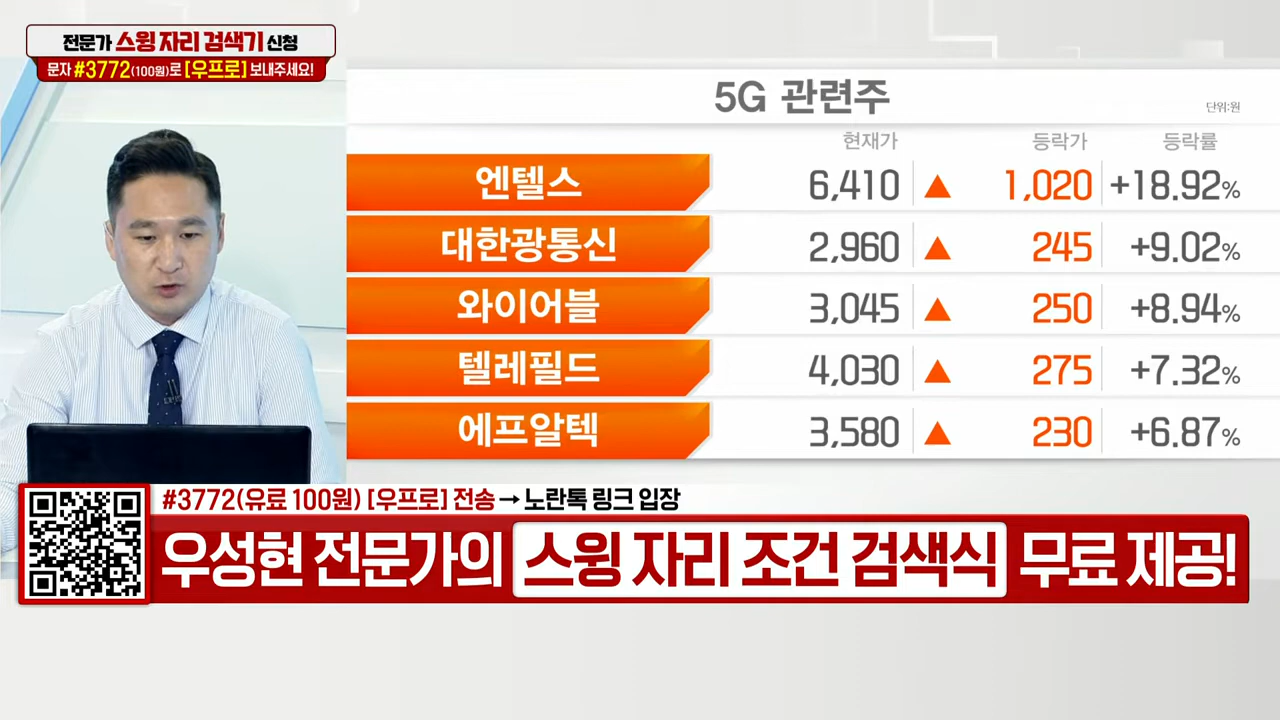 전문가 스윙 자리 검색기 신청
문자 #3772(100원)로 [우프로] 보내주세요!
5G 관련주
단위:원
현재가 등락가 등락률
엔텔스 6,410 ▲ 1,020 +18.92%
대한광통신 2,960 ▲ 245 +9.02%
와이어블 3,045 ▲ 250 +8.94%
텔레필드 4,030 ▲ 275 +7.32%
에프알텍 3,580 ▲ 230 +6.87%
#3772(유료 100원) [우프로] 전송 → 노란톡 링크 입장
우성현 전문가의 스윙 자리 조건 검색식 무료 제공!